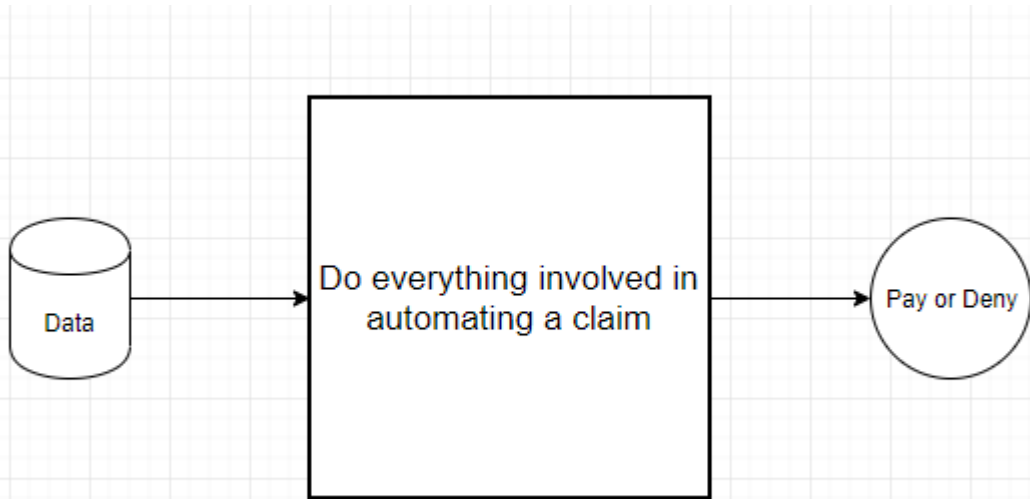 Data
Do everything involved in
automating a claim
Pay or Deny